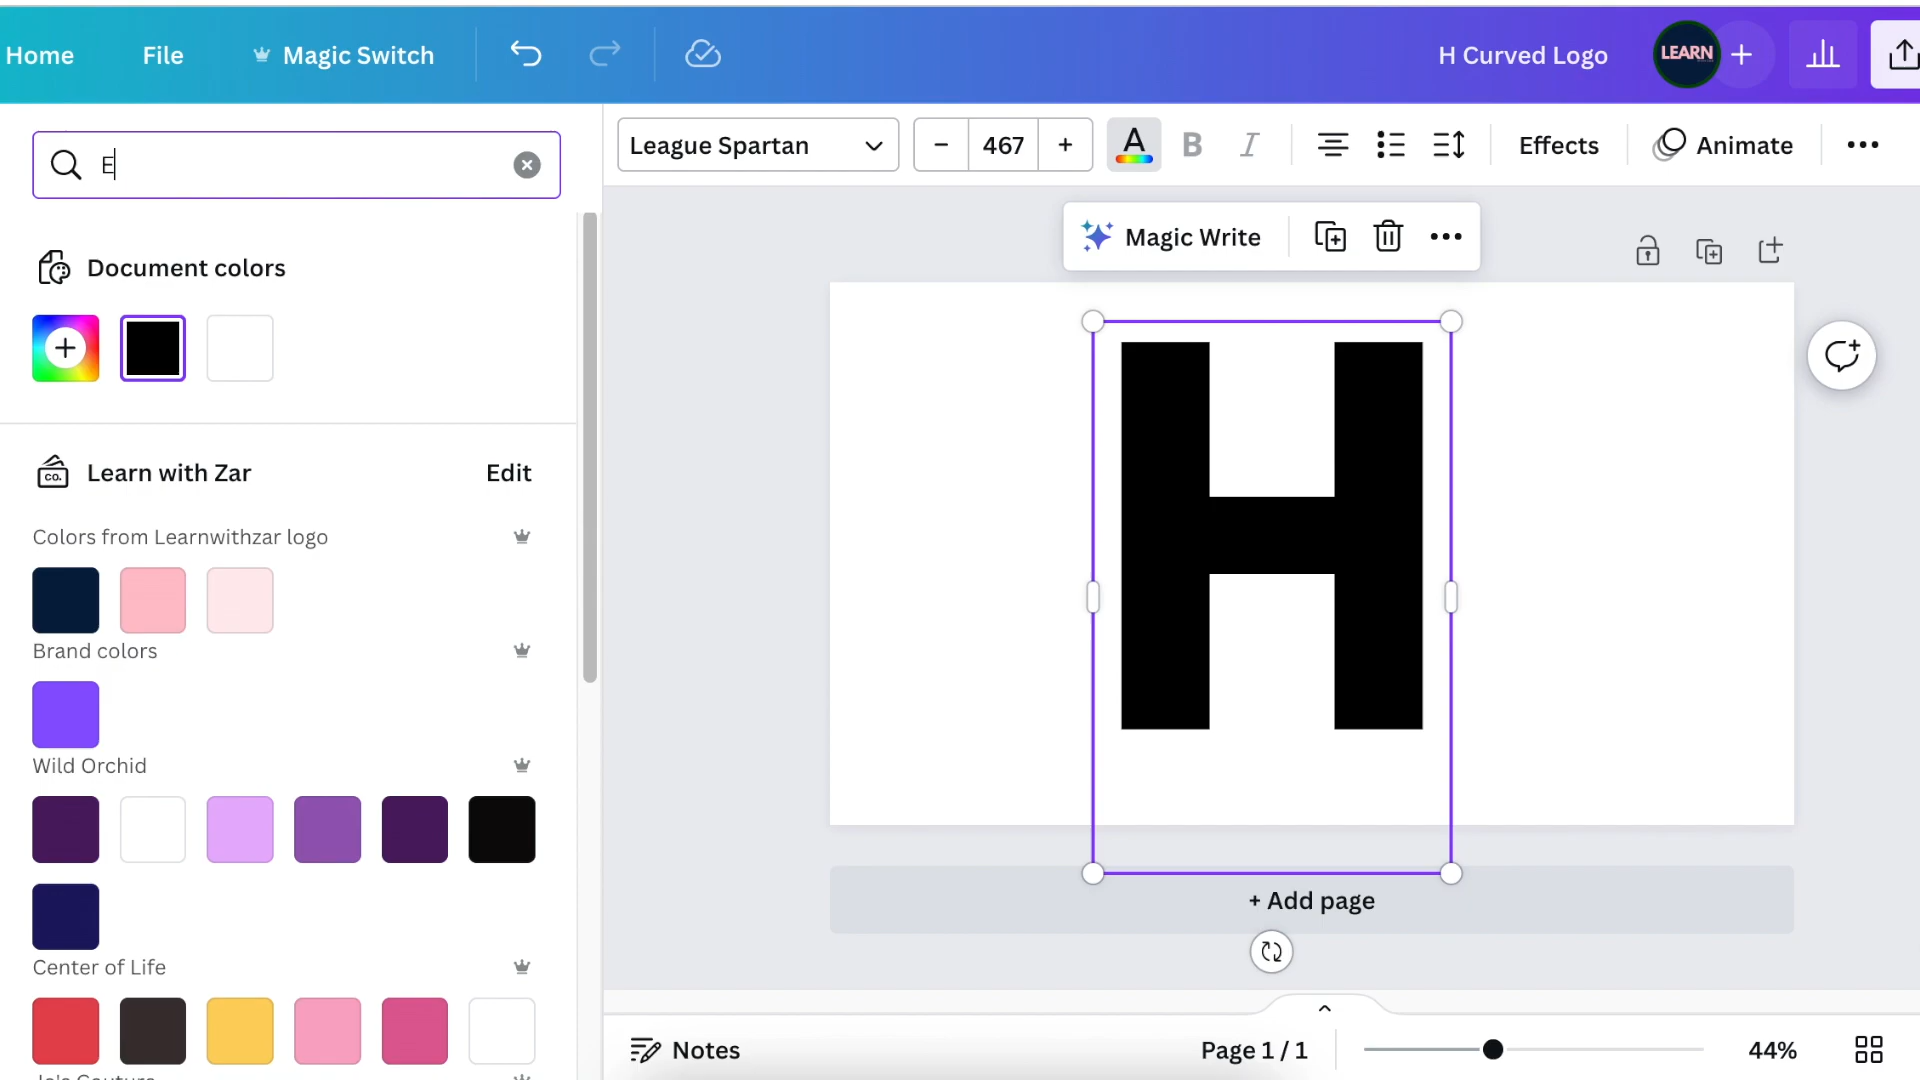 Home File Magic Switch H Curved Logo LEARN
E
League Spartan 467 A B I Effects Animate
Magic Write
Document colors
H
CO. Learn with Zar Edit
Colors from Learnwithzar logo
Brand colors
Wild Orchid
+ Add page
Center of Life
Notes Page 1 / 1 44%